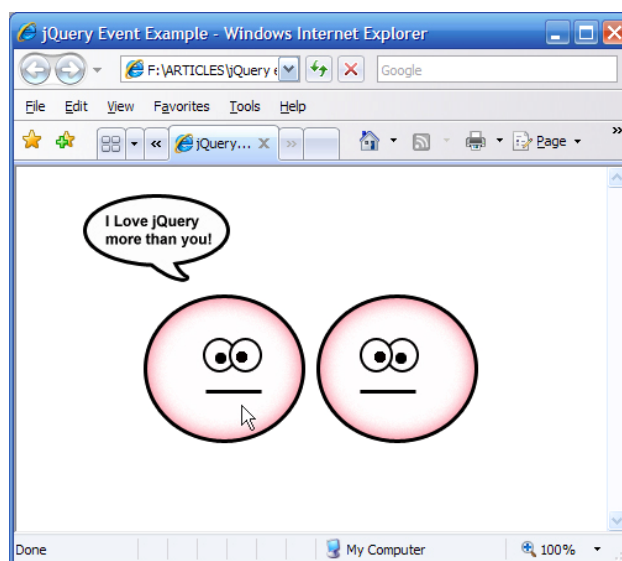 jQuery Event Example - Windows Internet Explorer
F:\ARTICLES\jQuery e
Google
File Edit View Favorites Tools Help
« jQuery... X » Page »
I Love jQuery
more than you!
Done My Computer 100%